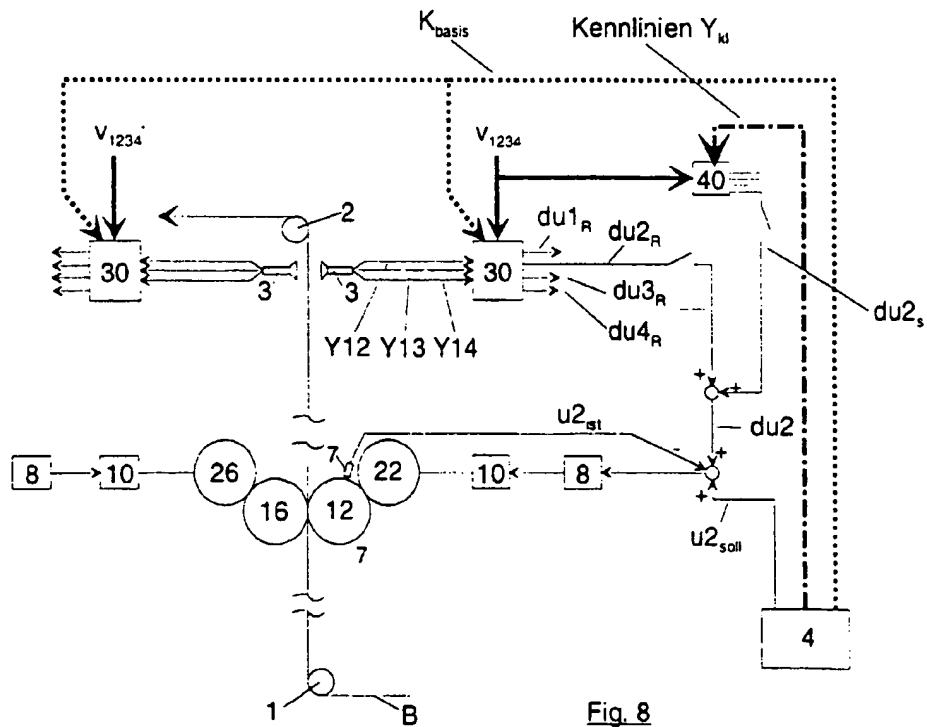 K_basis
Kennlinien Y_kl
v_1234
v_1234
40
2
du1_R
du2_R
30
30
3
3
du3_R
du4_R
du2_s
Y12 Y13 Y14
+ +
du2
u2_ist
- +
7
8
10
26
22
10
8
16
12
+
u2_soll
7
4
1
B
Fig. 8